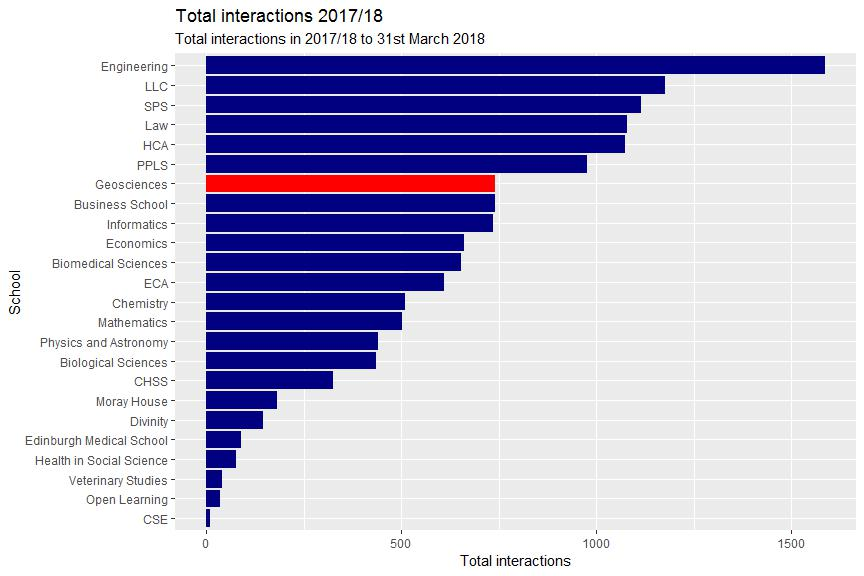 Total interactions 2017/18
Total interactions in 2017/18 to 31st March 2018
School
Engineering
LLC
SPS
Law
HCA
PPLS
Geosciences
Business School
Informatics
Economics
Biomedical Sciences
ECA
Chemistry
Mathematics
Physics and Astronomy
Biological Sciences
CHSS
Moray House
Divinity
Edinburgh Medical School
Health in Social Science
Veterinary Studies
Open Learning
CSE
0 500 1000 1500
Total interactions